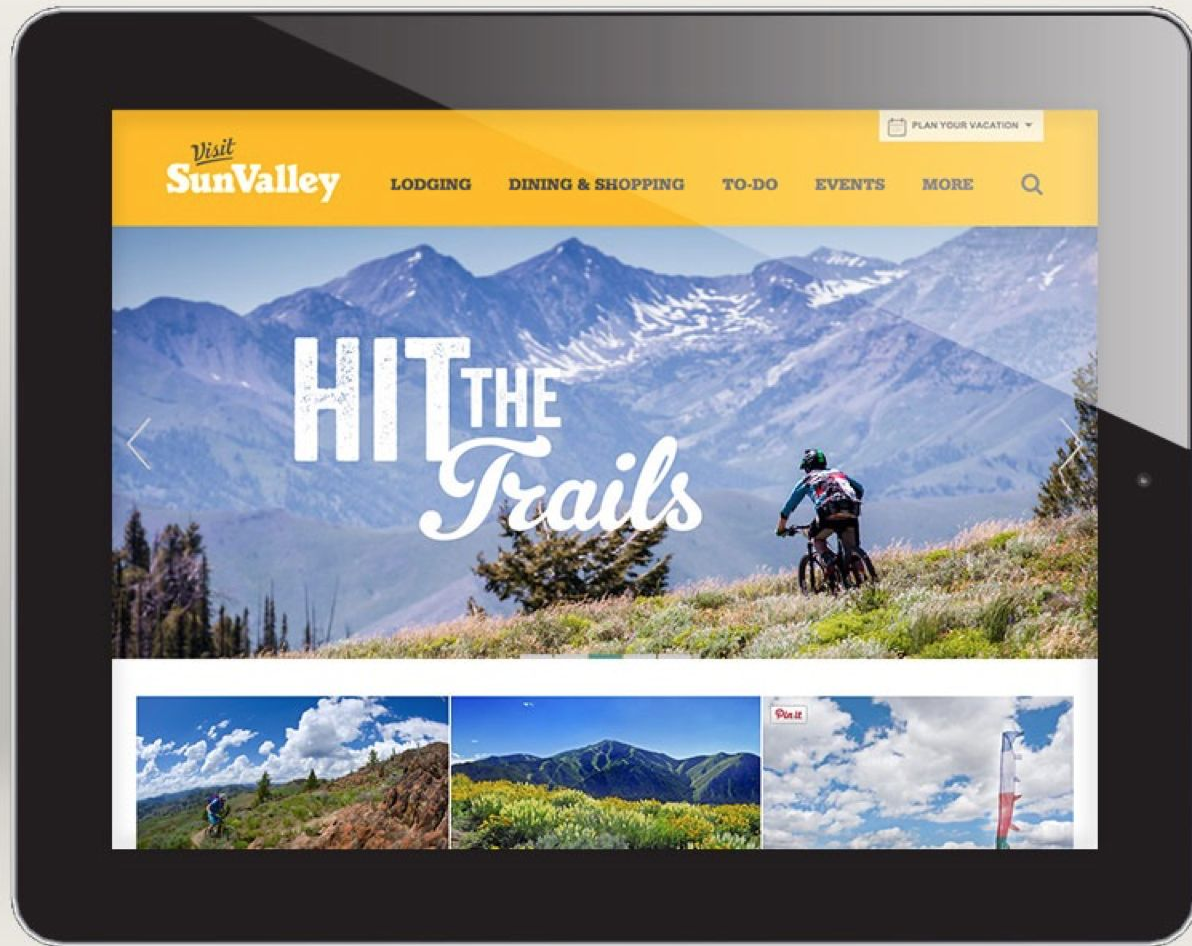 PLAN YOUR VACATION
Visit
SunValley
LODGING DINING & SHOPPING TO-DO EVENTS MORE
HIT THE
Trails
Pin it